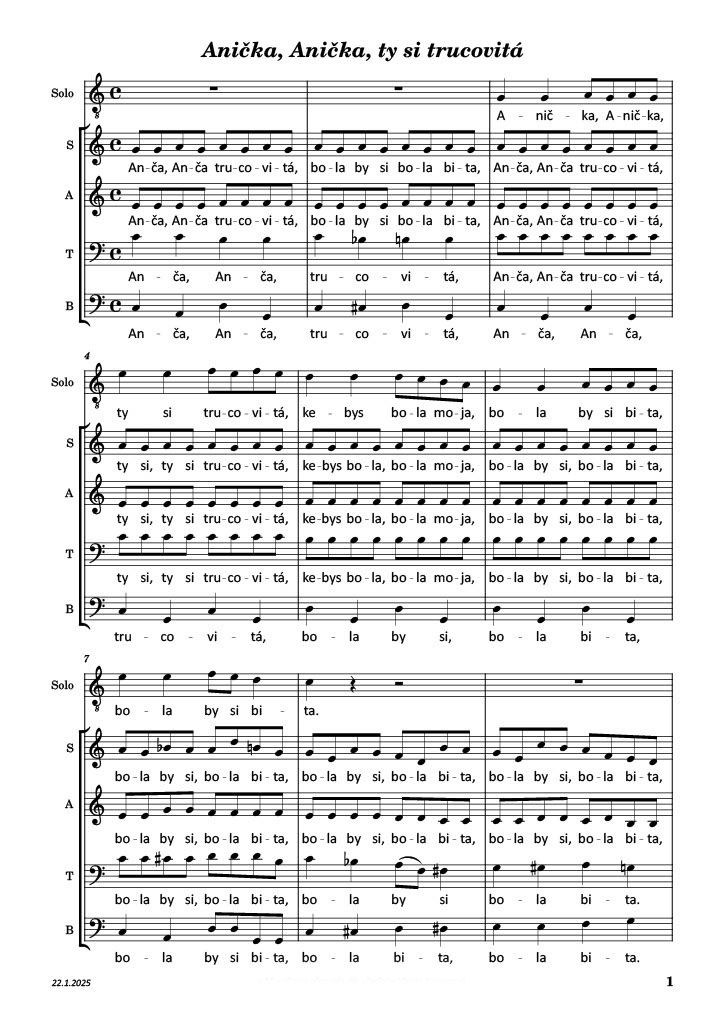 Anička, Anička, ty si trucovitá
Solo
A - nič - ka, A-nič-ka,
S
An-ča, An-ča tru-co-vi-tá, bo-la by si bo-la bi-ta, An-ča, An-ča tru-co-vi-tá,
A
An-ča, An-ča tru-co-vi-tá, bo-la by si bo-la bi-ta, An-ča, An-ča tru-co-vi-tá,
T
An - ča, An - ča, tru - co - vi - tá, An-ča, An-ča tru-co-vi-tá,
B
An - ča, An - ča, tru - co - vi - tá, An - ča, An - ča,
4
Solo
ty si tru-co-vi-tá, ke-bys bo-la mo-ja, bo - la by si bi-ta,
S
ty si, ty si tru-co-vi-tá, ke-bys bo-la, bo-la mo-ja, bo-la by si, bo-la bi-ta,
A
ty si, ty si tru-co-vi-tá, ke-bys bo-la, bo-la mo-ja, bo-la by si, bo-la bi-ta,
T
ty si, ty si tru-co-vi-tá, ke-bys bo-la, bo-la mo-ja, bo-la by si, bo-la bi-ta,
B
tru - co - vi - tá, bo - la by si, bo - la bi - ta,
7
Solo
bo - la by si bi - ta.
S
bo-la by si, bo-la bi-ta, bo-la by si, bo-la bi-ta, bo-la by si, bo-la bi-ta,
A
bo-la by si, bo-la bi-ta, bo-la by si, bo-la bi-ta, bo-la by si, bo-la bi-ta,
T
bo-la by si, bo-la bi-ta, bo - la by si bo - la bi - ta.
B
bo - la by si bi-ta, bo - la bi - ta, bo - la bi - ta.
22.1.2025
1